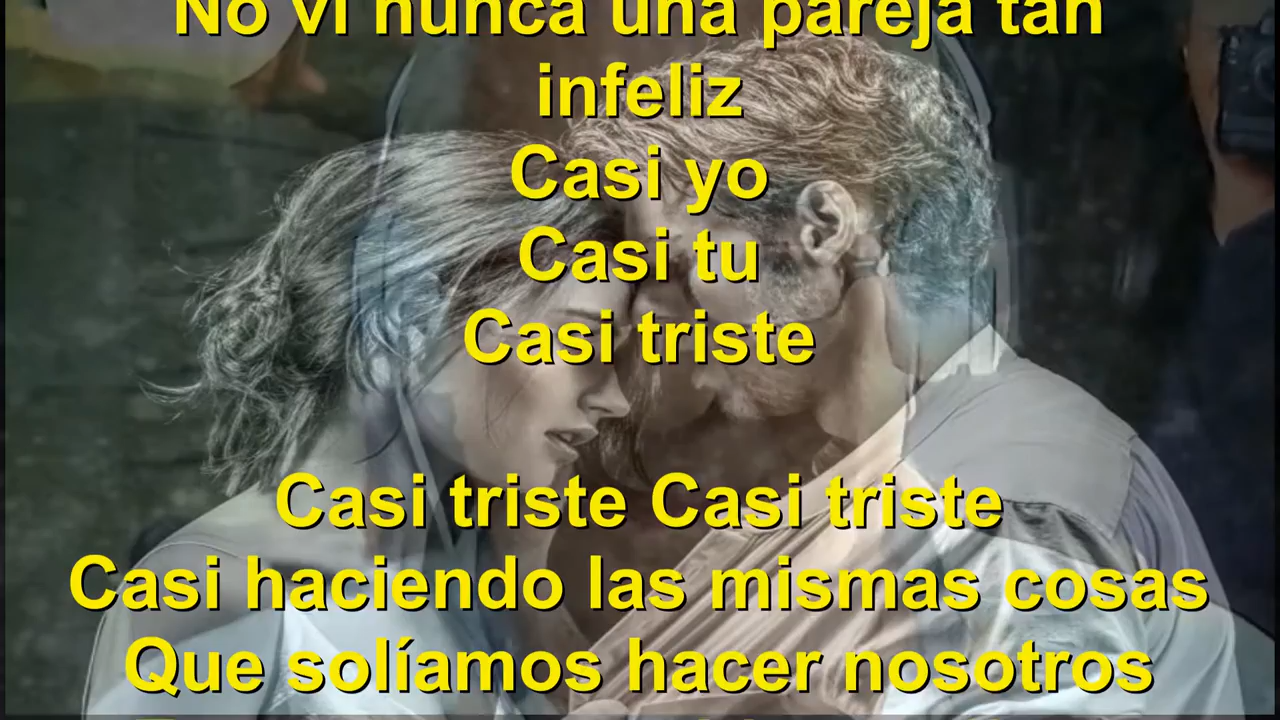 No vi nunca una pareja tan
infeliz
Casi yo
Casi tu
Casi triste
Casi triste Casi triste
Casi haciendo las mismas cosas
Que solíamos hacer nosotros